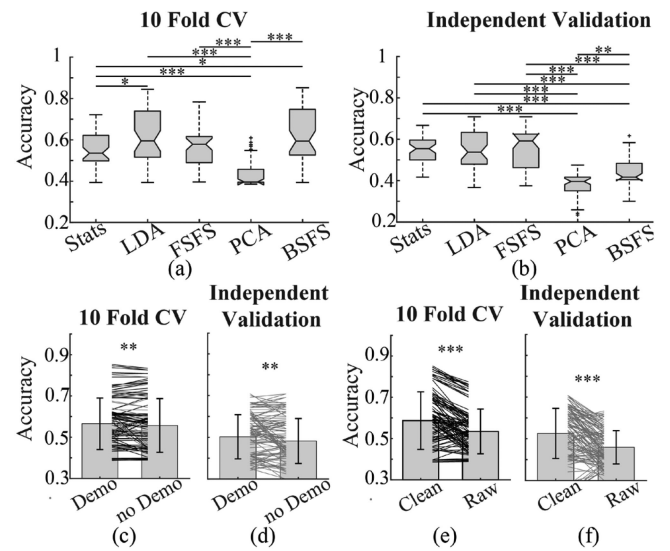 10 Fold CV
Independent Validation
Accuracy
1
0.8
0.6
0.4
0.2
***
***
***
*
***
*
Stats
LDA
FSFS
PCA
BSFS
(a)
Accuracy
1
0.8
0.6
0.4
0.2
**
***
***
***
***
***
***
Stats
LDA
FSFS
PCA
BSFS
(b)
10 Fold CV
Accuracy
0.9
0.7
0.5
0.3
**
Demo
no Demo
(c)
Independent
Validation
**
Demo
no Demo
(d)
10 Fold CV
Accuracy
0.9
0.7
0.5
0.3
***
Clean
Raw
(e)
Independent
Validation
***
Clean
Raw
(f)